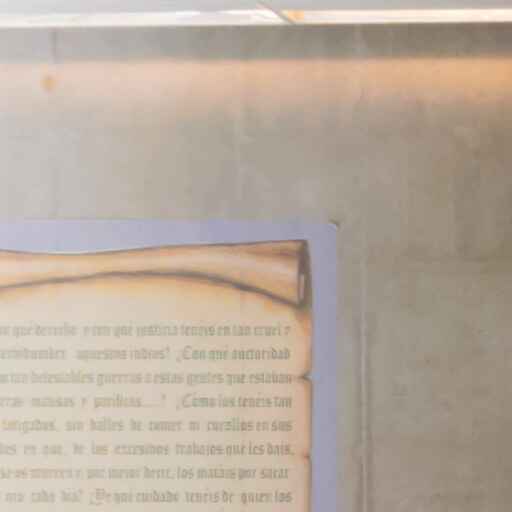 qué derecho y con qué justicia tenéis en tan cruel y
servidumbre aquestos indios? ¿Con qué auctoridad
tan detestables guerras a estas gentes que estaban
mansas y pacíficas...? ¿Cómo los tenéis tan
fatigados, sin dalles de comer ni curallos en sus
en que, de los excesivos trabajos que les dais,
se os mueren y, por mejor decir, los matáis por sacar
oro cada día? ¿Y qué cuidado tenéis de quien los